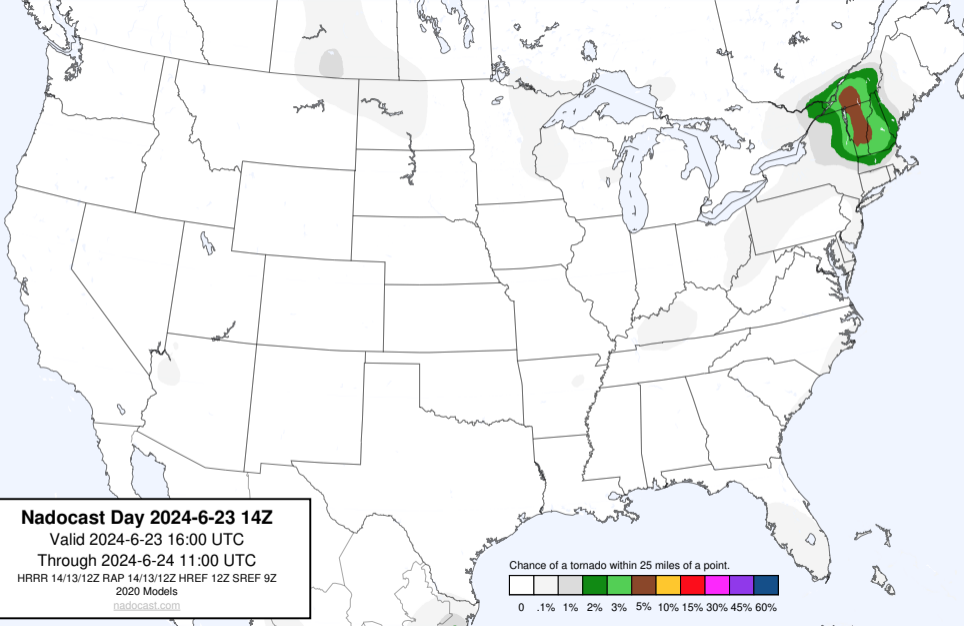 Nadocast Day 2024-6-23 14Z
Valid 2024-6-23 16:00 UTC
Through 2024-6-24 11:00 UTC
HRRR 14/13/12Z RAP 14/13/12Z HREF 12Z SREF 9Z
2020 Models
nadocast.com
Chance of a tornado within 25 miles of a point.
0 .1% 1% 2% 3% 5% 10% 15% 30% 45% 60%